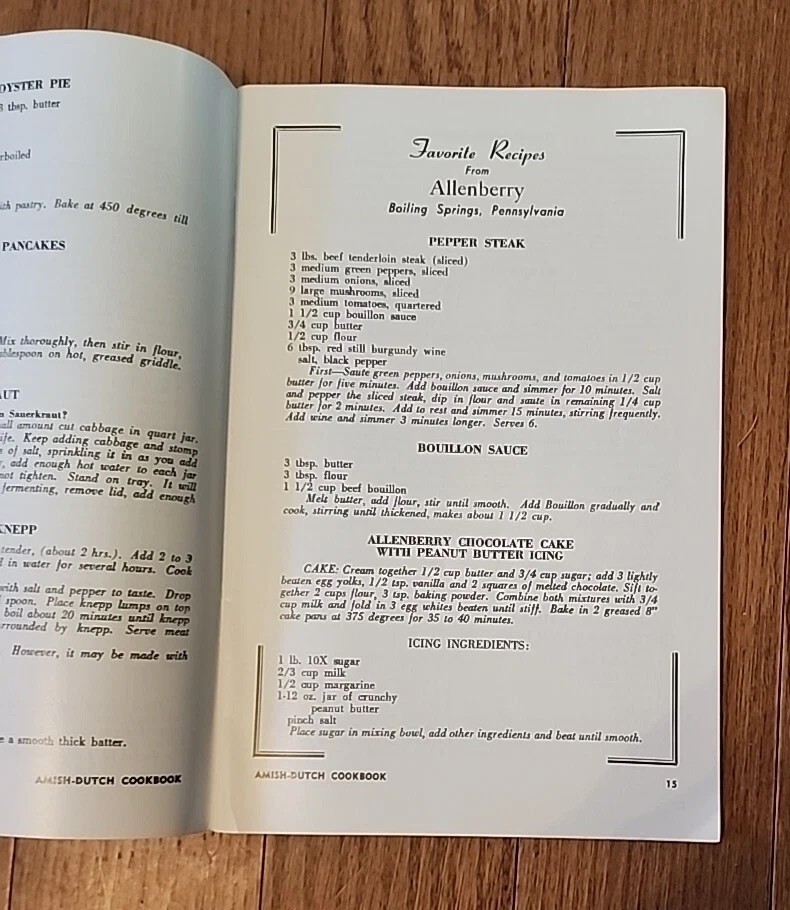 OYSTER PIE
3 tbsp. butter
rboiled
ith pastry. Bake at 450 degrees till
PANCAKES
Mix thoroughly, then stir in flour,
ablespoon on hot, greased griddle.
AUT
n Sauerkraut?
all amount cut cabbage in quart jar.
ife. Keep adding cabbage and stomp
s of salt, sprinkling it in as you add
, add enough hot water to each jar
not tighten. Stand on tray. It will
fermenting, remove lid, add enough
KNEPP
tender, (about 2 hrs.). Add 2 to 3
d in water for several hours. Cook
with salt and pepper to taste. Drop
spoon. Place knepp lumps on top
boil about 20 minutes until knepp
rrounded by knepp. Serve meat
However, it may be made with
e a smooth thick batter.
AMISH-DUTCH COOKBOOK
Favorite Recipes
From
Allenberry
Boiling Springs, Pennsylvania
PEPPER STEAK
3 lbs. beef tenderloin steak (sliced)
3 medium green peppers, sliced
3 medium onions, sliced
9 large mushrooms, sliced
3 medium tomatoes, quartered
1 1/2 cup bouillon sauce
3/4 cup butter
1/2 cup flour
6 tbsp. red still burgundy wine
salt, black pepper
First—Saute green peppers, onions, mushrooms, and tomatoes in 1/2 cup
butter for five minutes. Add bouillon sauce and simmer for 10 minutes. Salt
and pepper the sliced steak, dip in flour and saute in remaining 1/4 cup
butter for 2 minutes. Add to rest and simmer 15 minutes, stirring frequently.
Add wine and simmer 3 minutes longer. Serves 6.
BOUILLON SAUCE
3 tbsp. butter
3 tbsp. flour
1 1/2 cup beef bouillon
Melt butter, add flour, stir until smooth. Add Bouillon gradually and
cook, stirring until thickened, makes about 1 1/2 cup.
ALLENBERRY CHOCOLATE CAKE
WITH PEANUT BUTTER ICING
CAKE: Cream together 1/2 cup butter and 3/4 cup sugar; add 3 lightly
beaten egg yolks, 1/2 tsp. vanilla and 2 squares of melted chocolate. Sift to-
gether 2 cups flour, 3 tsp. baking powder. Combine both mixtures with 3/4
cup milk and fold in 3 egg whites beaten until stiff. Bake in 2 greased 8"
cake pans at 375 degrees for 35 to 40 minutes.
ICING INGREDIENTS:
1 lb. 10X sugar
2/3 cup milk
1/2 cup margarine
1-12 oz. jar of crunchy
peanut butter
pinch salt
Place sugar in mixing bowl, add other ingredients and beat until smooth.
AMISH-DUTCH COOKBOOK
15